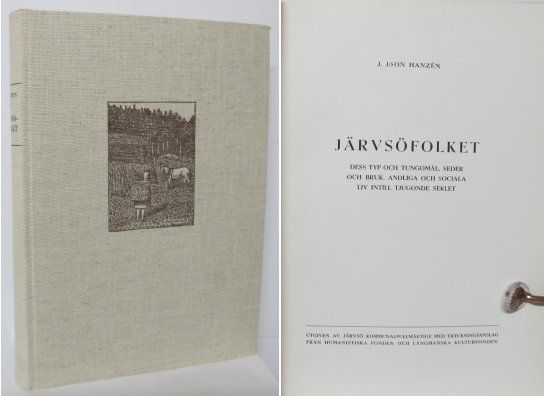 J. JSON HANZÉN
JÄRVSÖFOLKET
DESS TYP OCH TUNGOMÅL. SEDER
OCH BRUK. ANDLIGA OCH SOCIALA
LIV INTILL TJUGONDE SEKLET
UTGIVEN AV JÄRVSÖ KOMMUNALFULLMÄKTIGE MED TRYCKNINGSANSLAG
FRÅN HUMANISTISKA FONDEN OCH LÄNGMANSKA KULTURFONDEN.